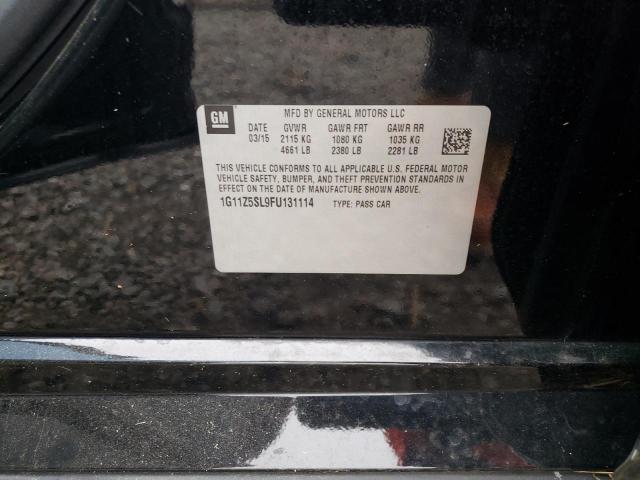 GM
MFD BY GENERAL MOTORS LLC
DATE GVWR GAWR FRT GAWR RR
03/15 2115 KG 1080 KG 1035 KG
4661 LB 2380 LB 2281 LB
THIS VEHICLE CONFORMS TO ALL APPLICABLE U.S. FEDERAL MOTOR
VEHICLE SAFETY, BUMPER, AND THEFT PREVENTION STANDARDS IN
EFFECT ON THE DATE OF MANUFACTURE SHOWN ABOVE.
1G11Z5SL9FU131114 TYPE: PASS CAR